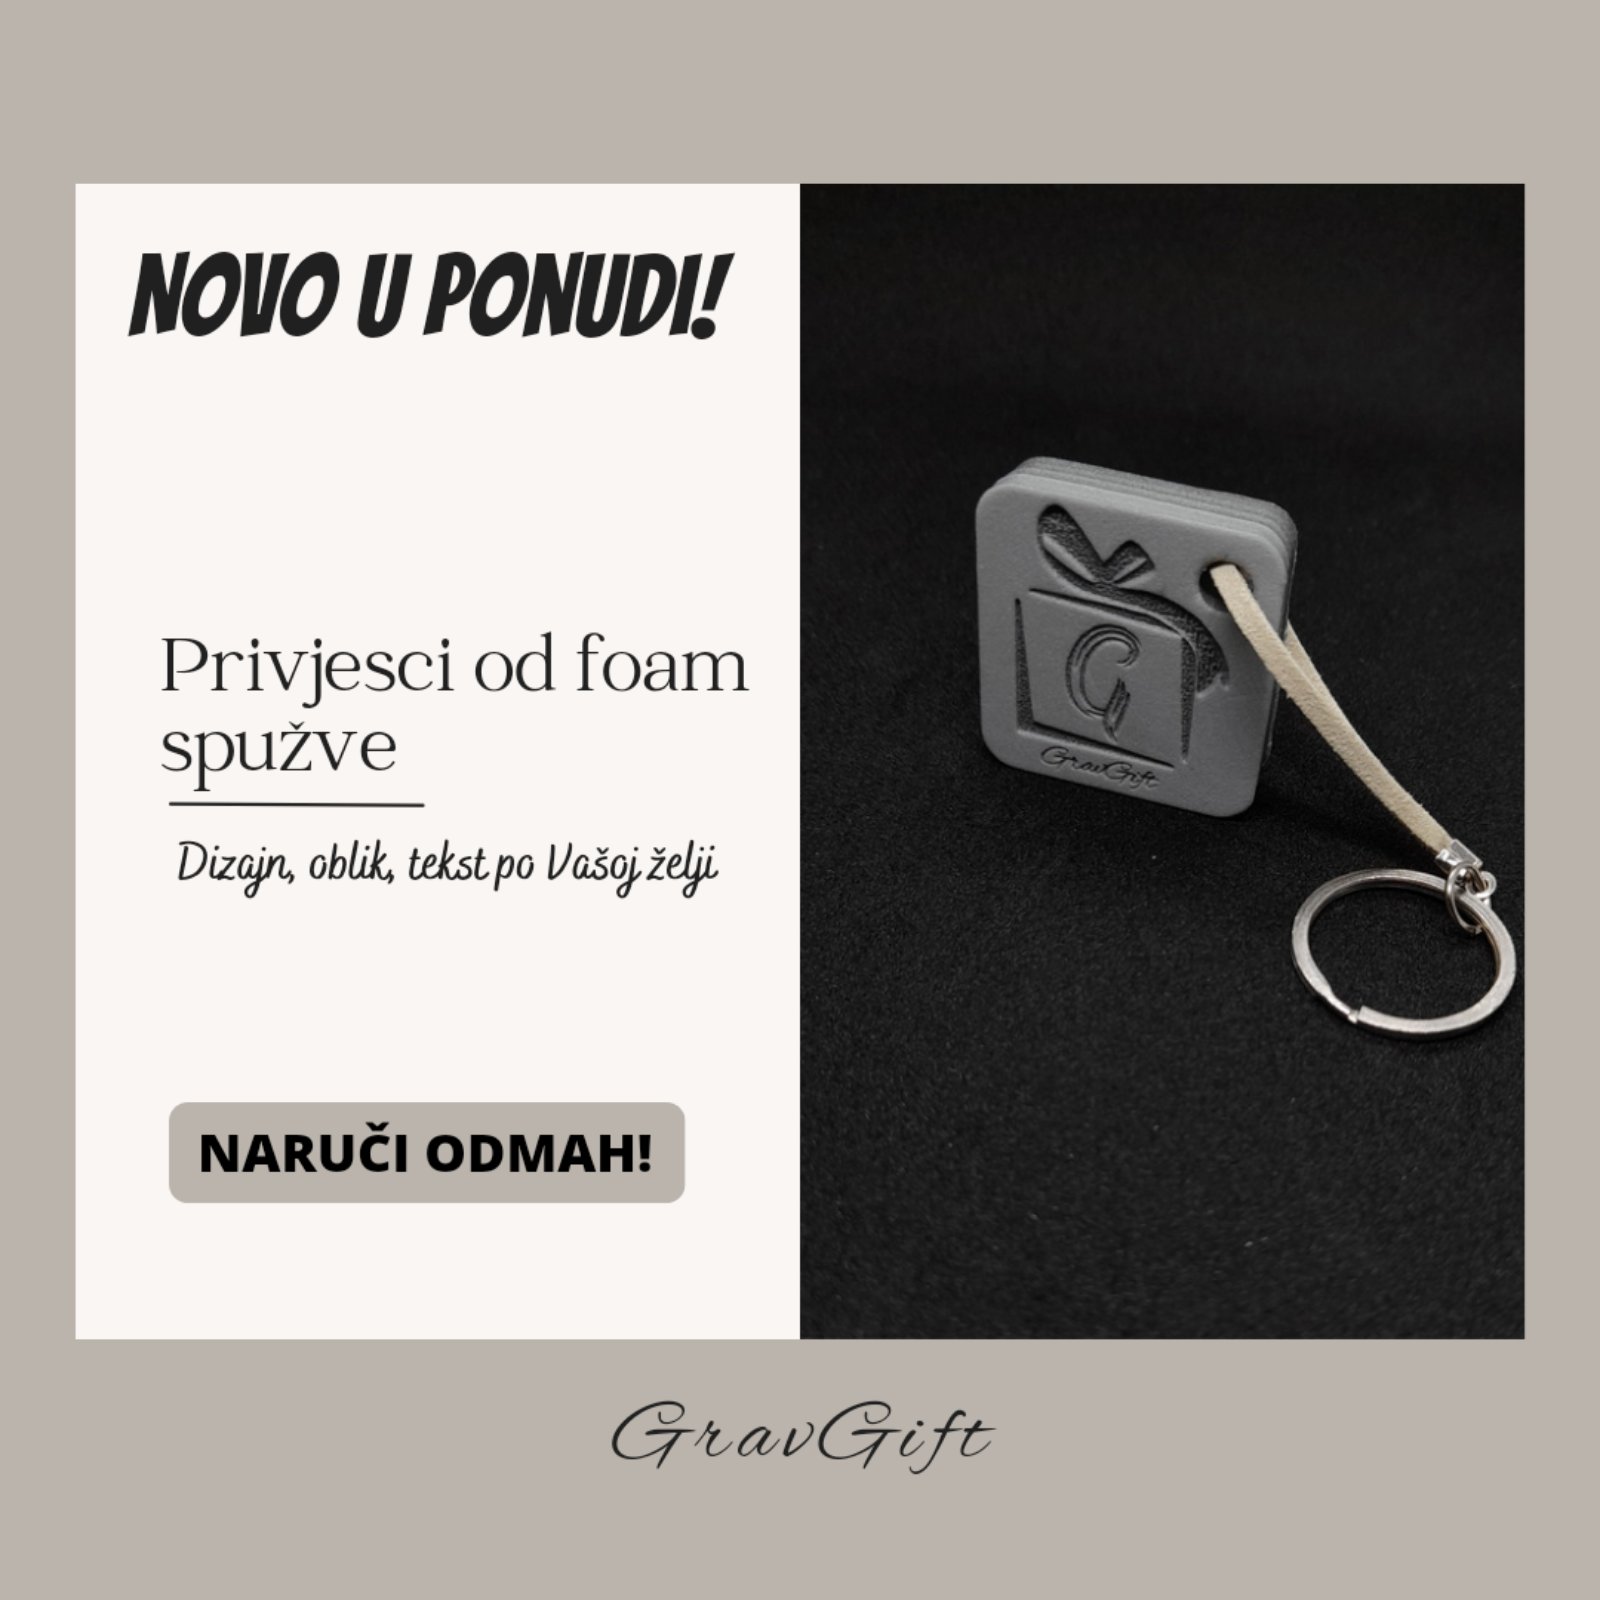 NOVO U PONUDI!
Privjesci od foam
spužve
Dizajn, oblik, tekst po Vašoj želji
NARUČI ODMAH!
G
GravGift
GravGift